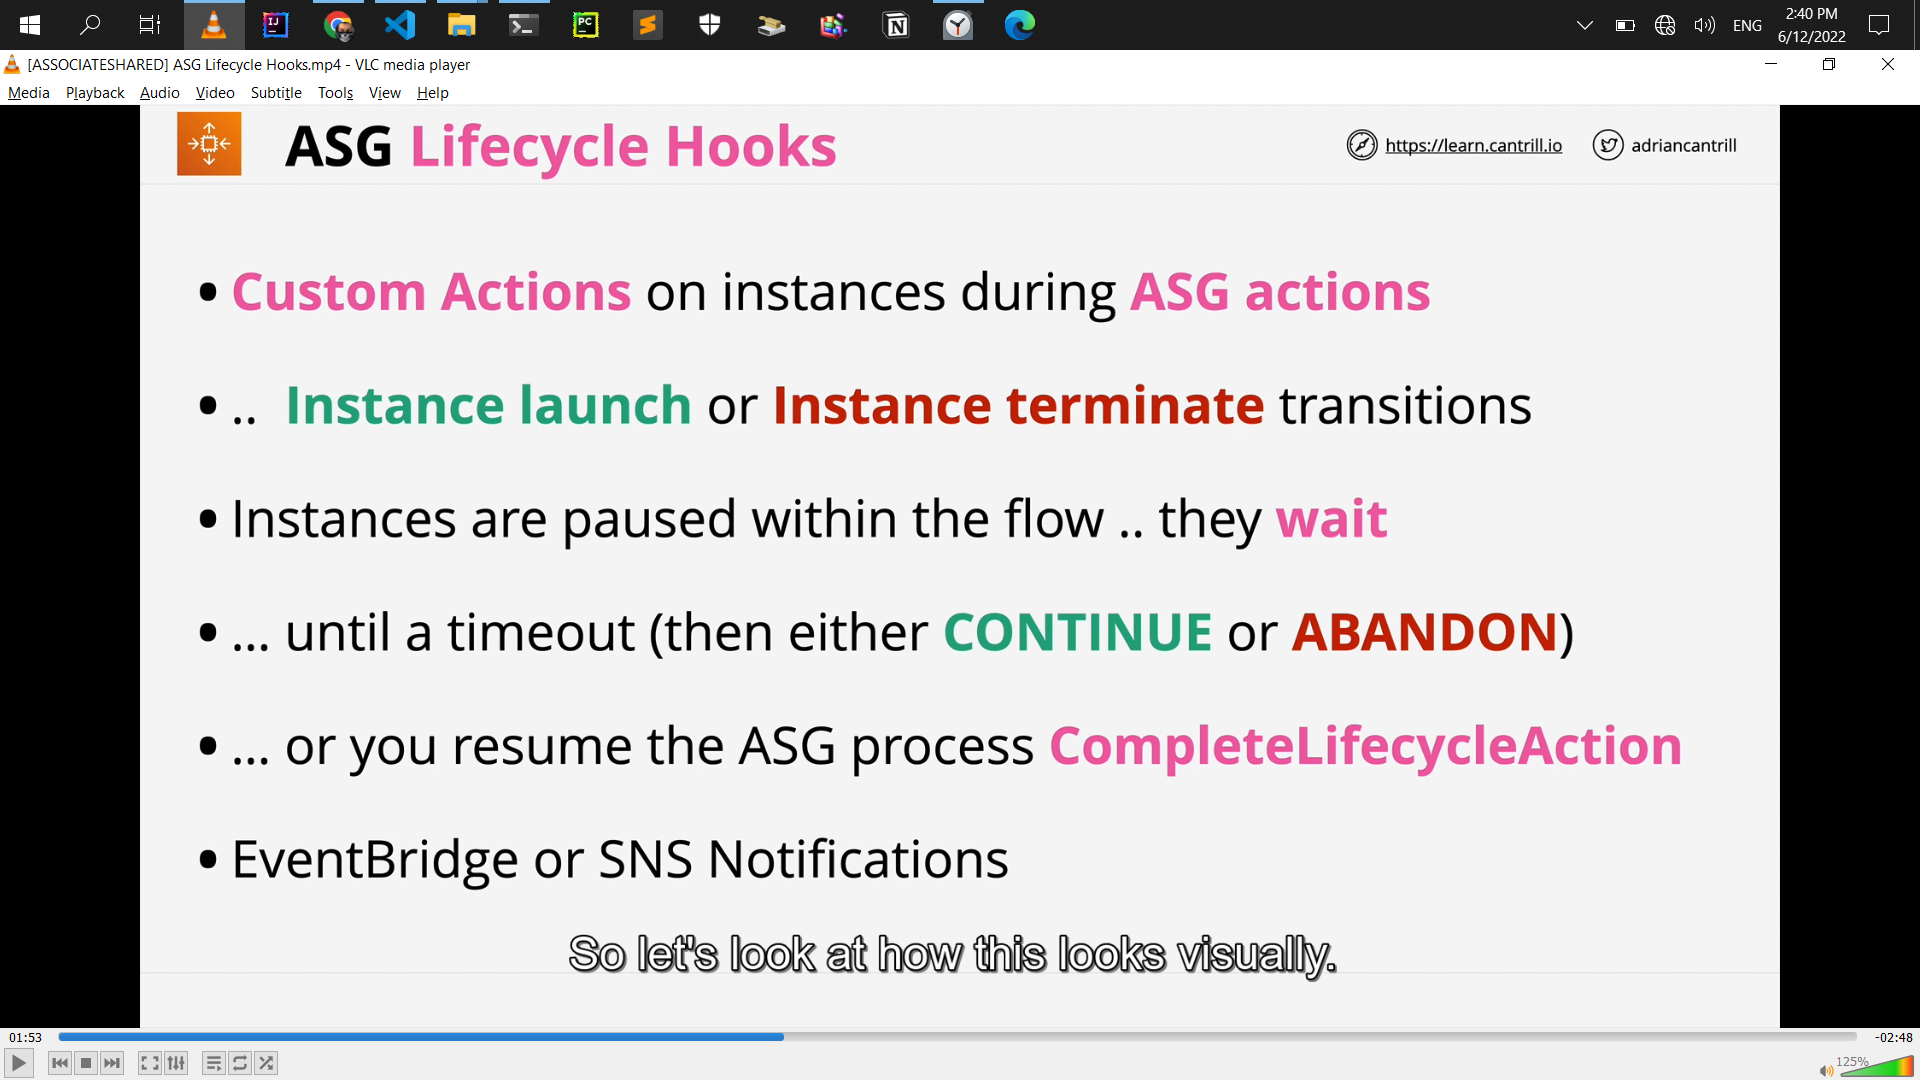 ENG
2:40 PM
6/12/2022
[ASSOCIATESHARED] ASG Lifecycle Hooks.mp4 - VLC media player
Media Playback Audio Video Subtitle Tools View Help
ASG Lifecycle Hooks
https://learn.cantrill.io
adriancantrill
• Custom Actions on instances during ASG actions
• .. Instance launch or Instance terminate transitions
• Instances are paused within the flow .. they wait
• ... until a timeout (then either CONTINUE or ABANDON)
• ... or you resume the ASG process CompleteLifecycleAction
• EventBridge or SNS Notifications
So let's look at how this looks visually.
01:53
-02:48
125%